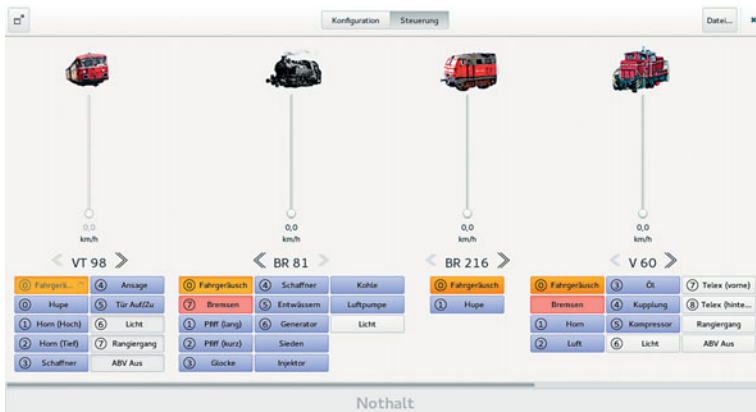 Konfiguration Steuerung Datei...
0,0 0,0 0,0 0,0
km/h km/h km/h km/h
VT 98 BR 81 BR 216 V 60
0 Fahrgerä... 4 Ansage
0 Hupe 5 Tür Auf/Zu
1 Horn (Hoch) 6 Licht
2 Horn (Tief) 7 Rangiergang
3 Schaffner ABV Aus
0 Fahrgeräusch 4 Schaffner Kohle
7 Bremsen 5 Entwässern Luftpumpe
1 Pfiff (lang) 6 Generator Licht
2 Pfiff (kurz) Sieden
3 Glocke Injektor
0 Fahrgeräusch
1 Hupe
0 Fahrgeräusch 3 Öl 7 Telex (vorne)
Bremsen 4 Kupplung 8 Telex (hinte...
1 Horn 5 Kompressor Rangiergang
2 Luft 6 Licht ABV Aus
Nothalt